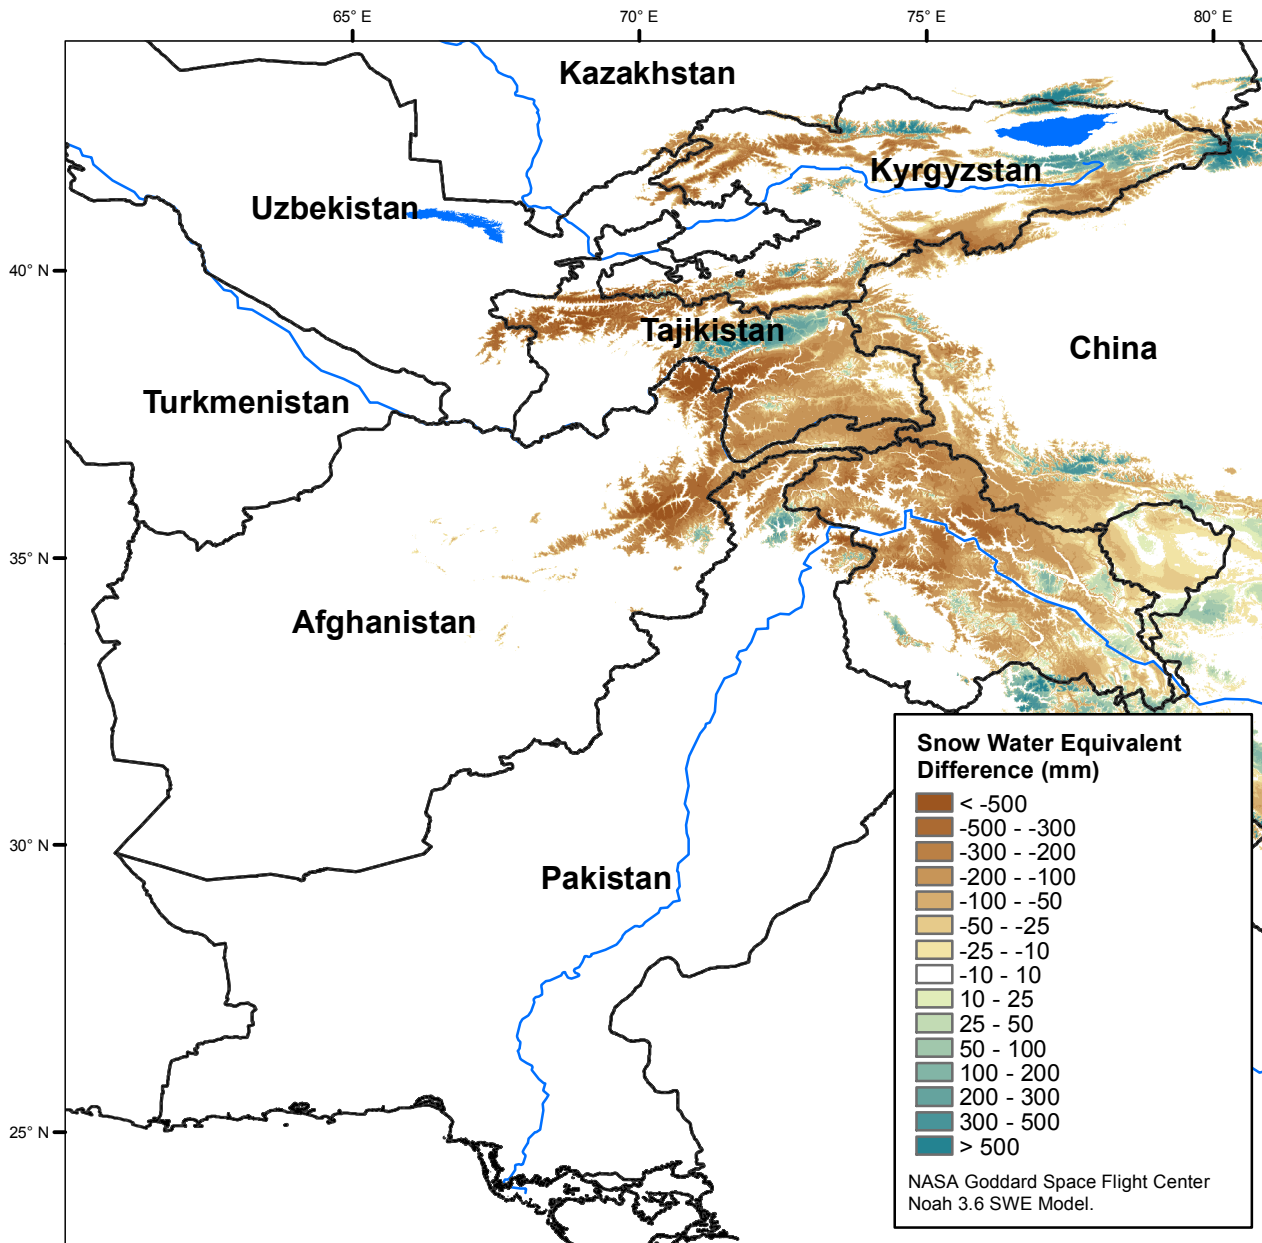 65° E
70° E
75° E
80° E
Kazakhstan
Kyrgyzstan
Uzbekistan
40° N
Tajikistan
China
Turkmenistan
35° N
Afghanistan
Snow Water Equivalent
Difference (mm)
< -500
-500 - -300
-300 - -200
-200 - -100
-100 - -50
-50 - -25
-25 - -10
-10 - 10
10 - 25
25 - 50
50 - 100
100 - 200
200 - 300
300 - 500
> 500
NASA Goddard Space Flight Center
Noah 3.6 SWE Model.
30° N
Pakistan
25° N